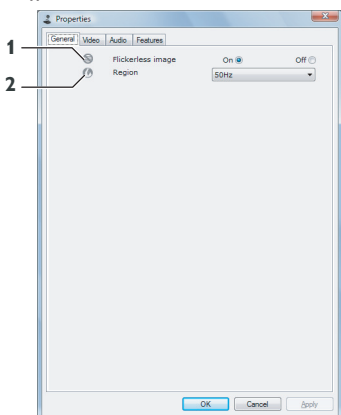 Properties
General Video Audio Features
1
Flickerless image On Off
2
Region 50Hz
OK Cancel Apply